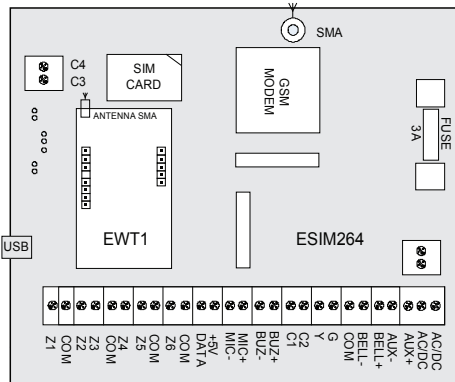 SMA
C4
C3
SIM
CARD
GSM
MODEM
ANTENNA SMA
FUSE
3A
USB
EWT1
ESIM264
Z1
COM
Z2
Z3
COM
Z4
Z5
COM
Z6
COM
DATA
+5V
MIC-
MIC+
BUZ-
BUZ+
C1
C2
Y
G
COM
BELL-
BELL+
AUX-
AUX+
AC/DC
AC/DC